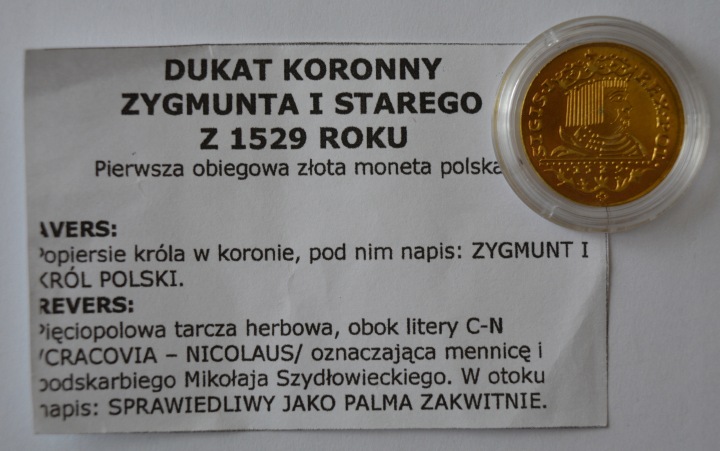 DUKAT KORONNY
ZYGMUNTA I STAREGO
Z 1529 ROKU
Pierwsza obiegowa złota moneta polska
AVERS:
Popiersie króla w koronie, pod nim napis: ZYGMUNT I
KRÓL POLSKI.
REVERS:
Pięciopolowa tarcza herbowa, obok litery C-N
/CRACOVIA – NICOLAUS/ oznaczająca mennicę i
podskarbiego Mikołaja Szydłowieckiego. W otoku
napis: SPRAWIEDLIWY JAKO PALMA ZAKWITNIE.